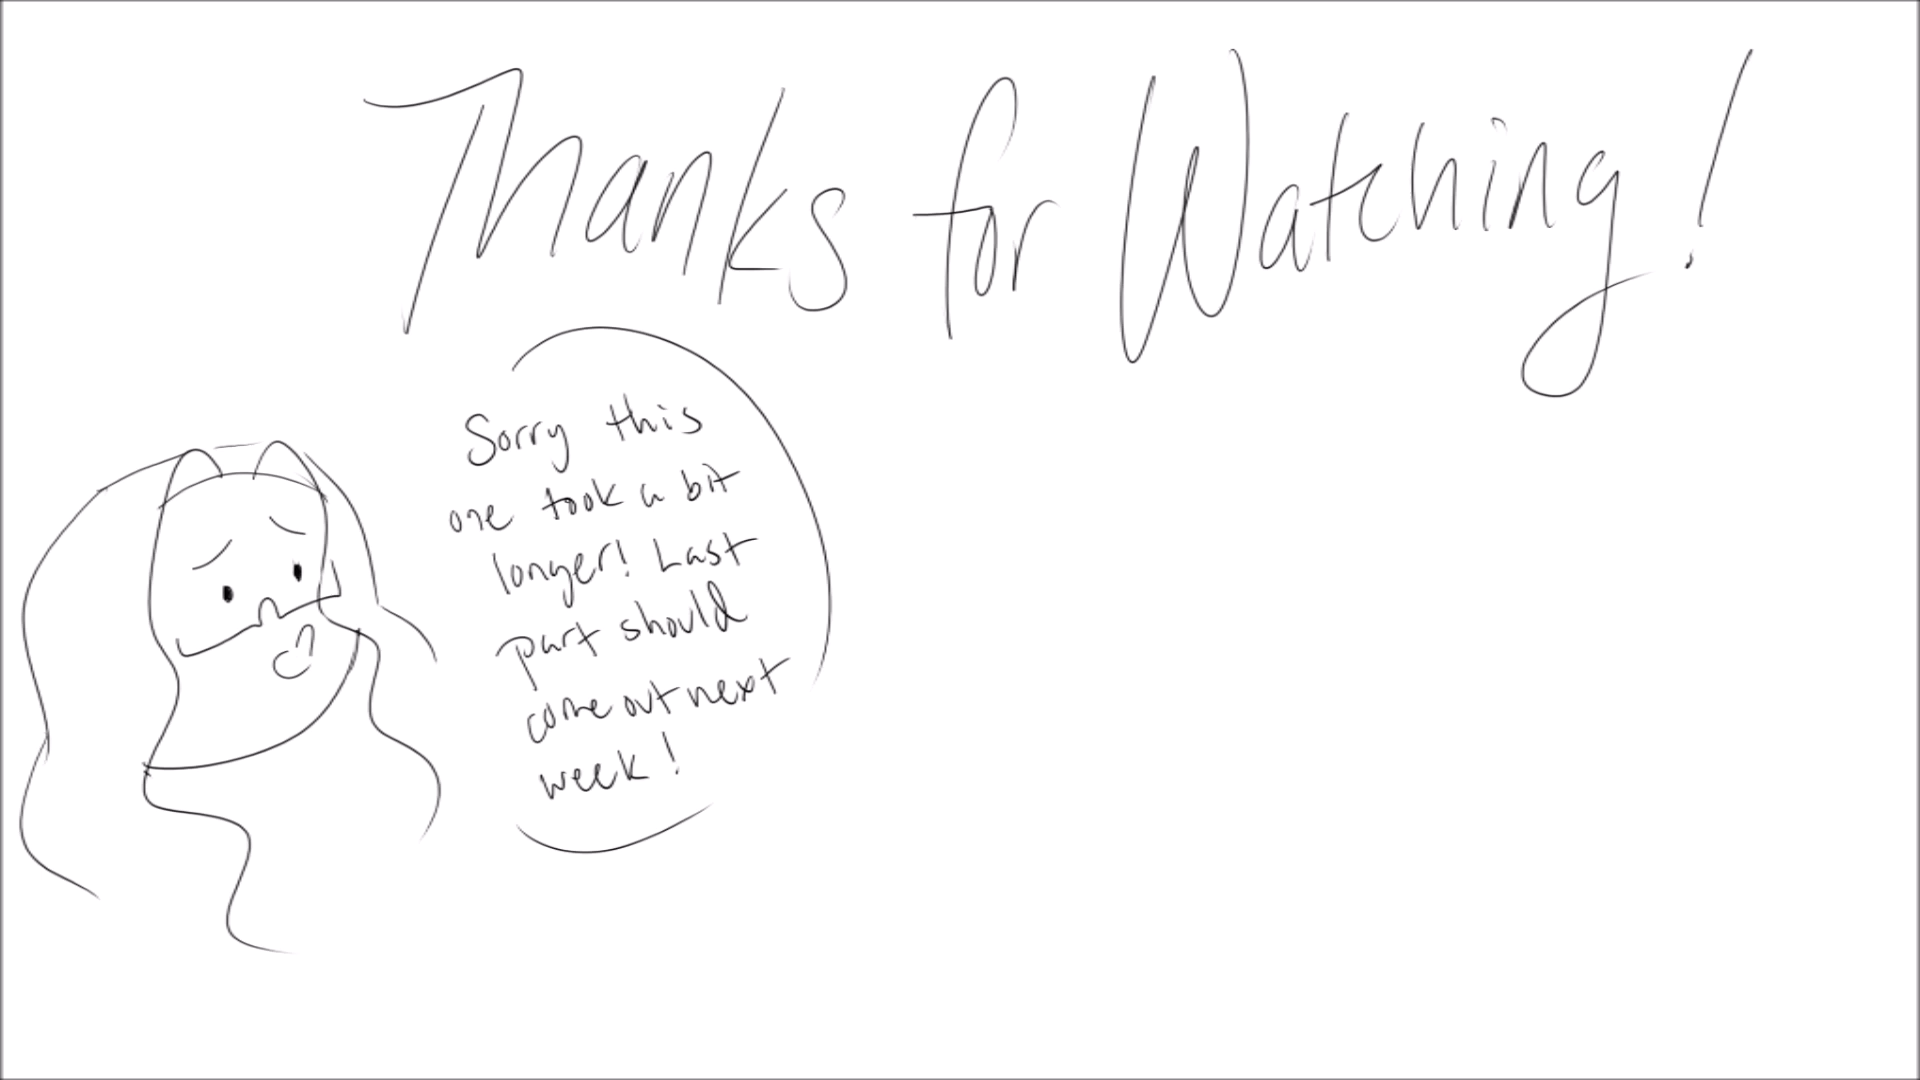 Thanks for Watching!
Sorry this
one took a bit
longer! Last
part should
come out next
week!